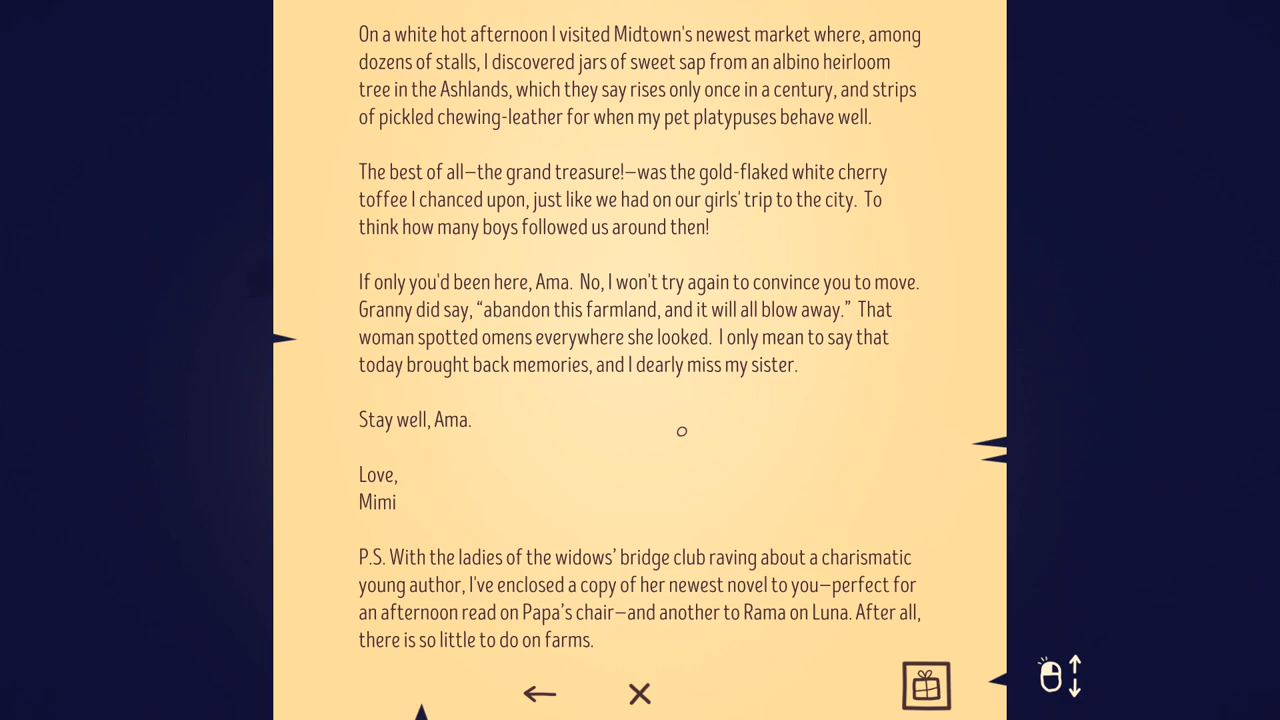 On a white hot afternoon I visited Midtown's newest market where, among
dozens of stalls, I discovered jars of sweet sap from an albino heirloom
tree in the Ashlands, which they say rises only once in a century, and strips
of pickled chewing-leather for when my pet platypuses behave well.
The best of all—the grand treasure!—was the gold-flaked white cherry
toffee I chanced upon, just like we had on our girls' trip to the city. To
think how many boys followed us around then!
If only you'd been here, Ama. No, I won't try again to convince you to move.
Granny did say, “abandon this farmland, and it will all blow away.” That
woman spotted omens everywhere she looked. I only mean to say that
today brought back memories, and I dearly miss my sister.
Stay well, Ama.
Love,
Mimi
P.S. With the ladies of the widows’ bridge club raving about a charismatic
young author, I've enclosed a copy of her newest novel to you—perfect for
an afternoon read on Papa’s chair—and another to Rama on Luna. After all,
there is so little to do on farms.